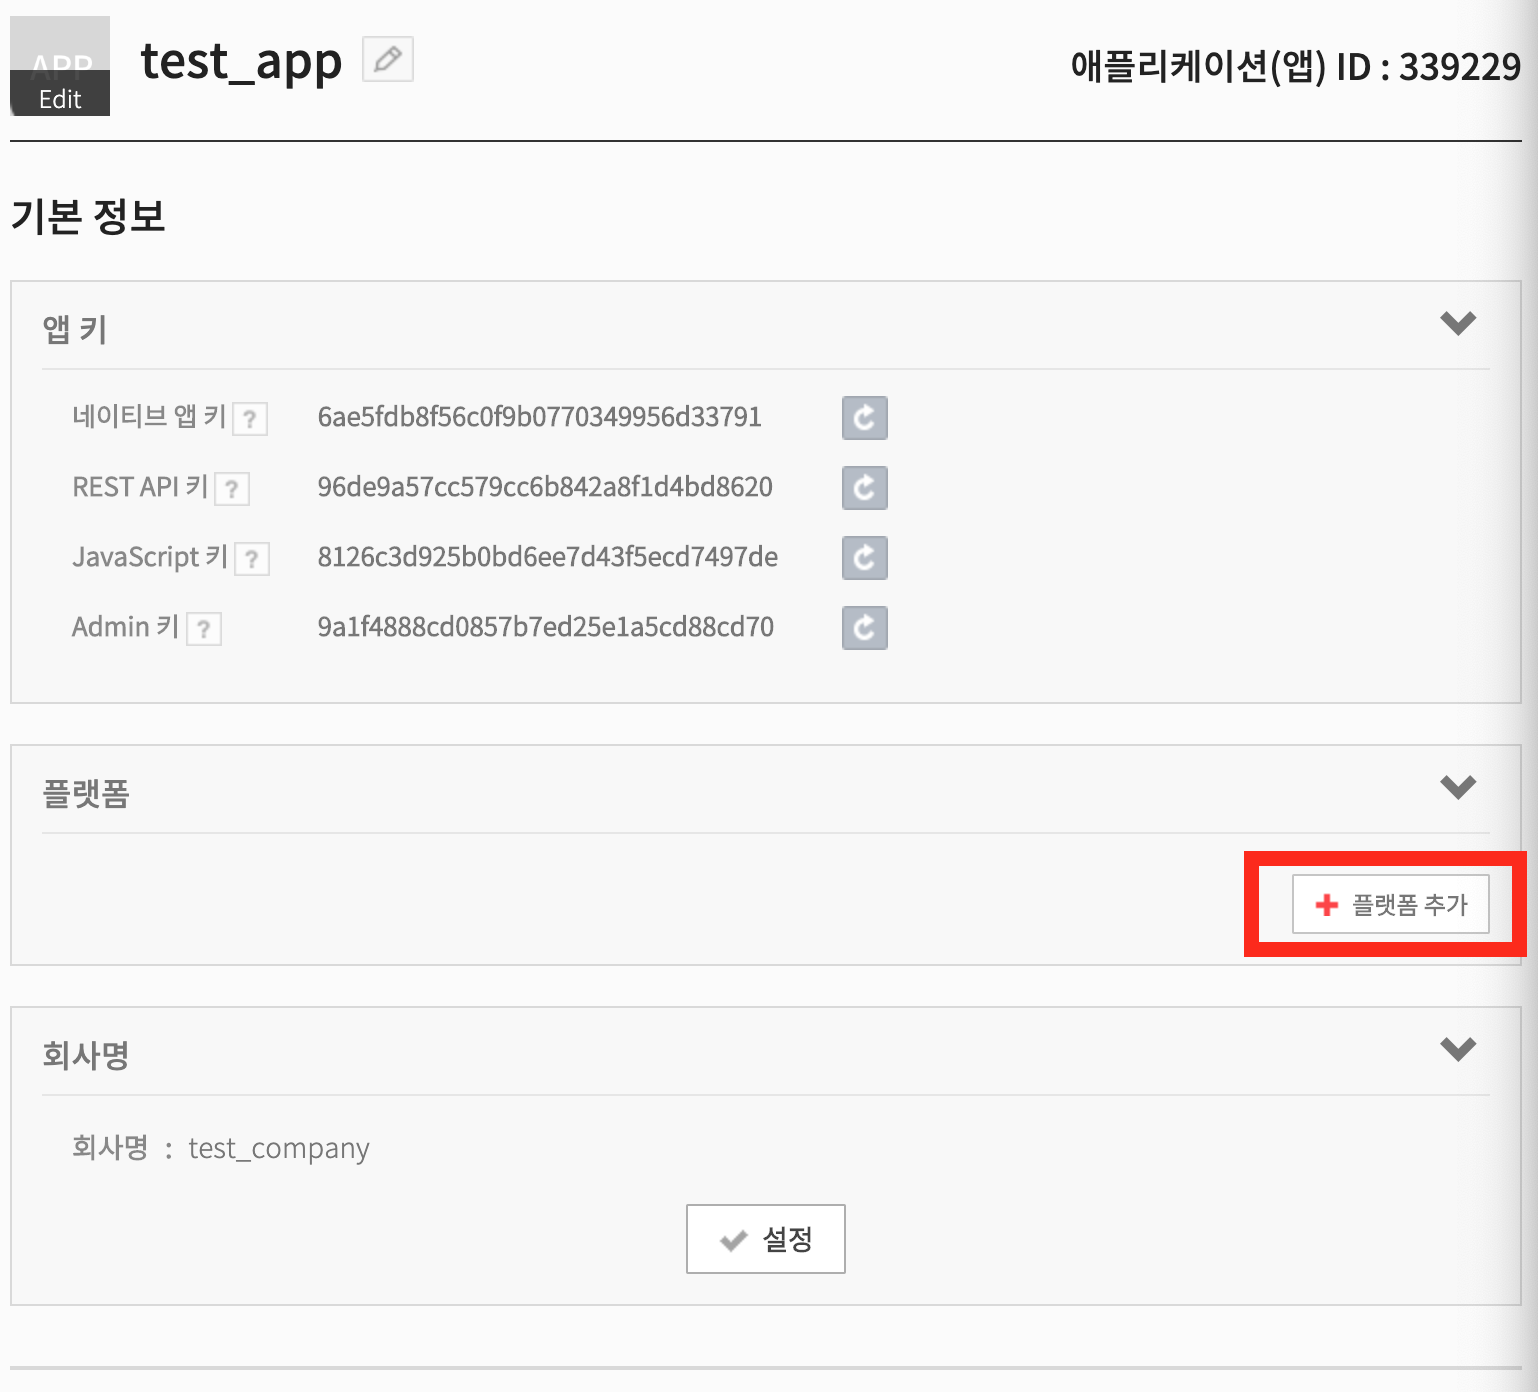 APP
Edit
test_app
애플리케이션(앱) ID : 339229
기본 정보
앱 키
네이티브 앱 키 ? 6ae5fdb8f56c0f9b0770349956d33791
REST API 키 ? 96de9a57cc579cc6b842a8f1d4bd8620
JavaScript 키 ? 8126c3d925b0bd6ee7d43f5ecd7497de
Admin 키 ? 9a1f4888cd0857b7ed25e1a5cd88cd70
플랫폼
플랫폼 추가
회사명
회사명 : test_company
설정